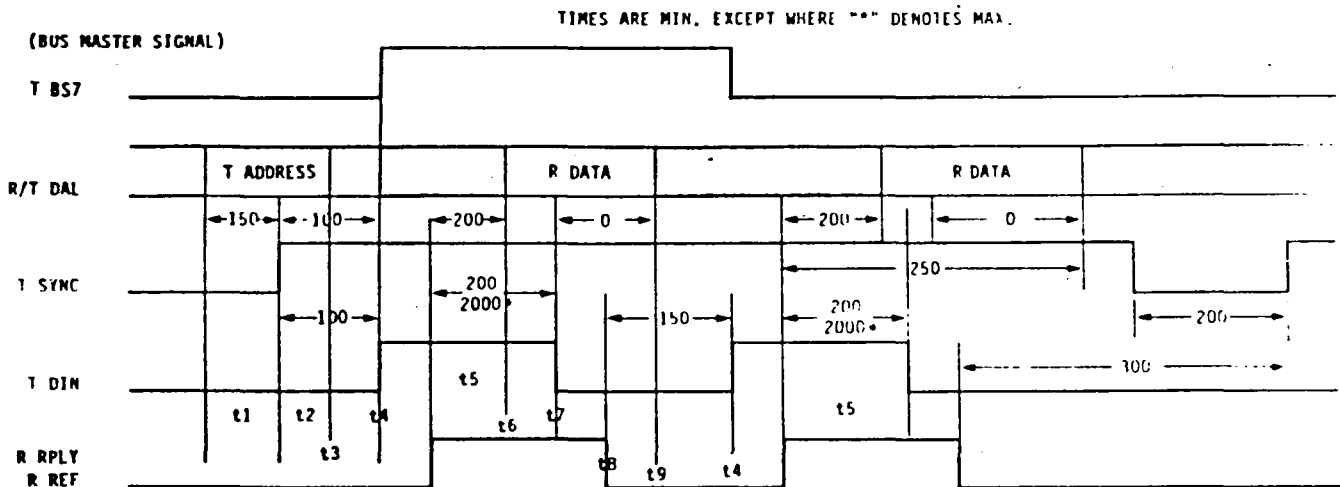 TIMES ARE MIN. EXCEPT WHERE "*" DENOTES MAX.
(BUS MASTER SIGNAL)
T BS7
T ADDRESS
R DATA
R DATA
R/T DAL
150
100
200
0
200
0
T SYNC
200
2000*
250
100
150
200
2000*
200
T DIN
t5
300
t1
t2
t4
t6
t7
t5
t3
R RPLY
t8
t9
t4
R REF